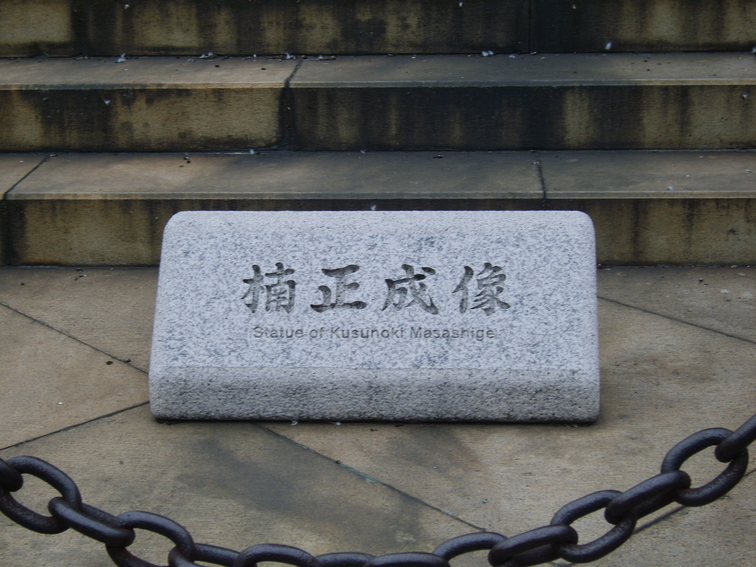 楠正成像
Statue of Kusunoki Masashige